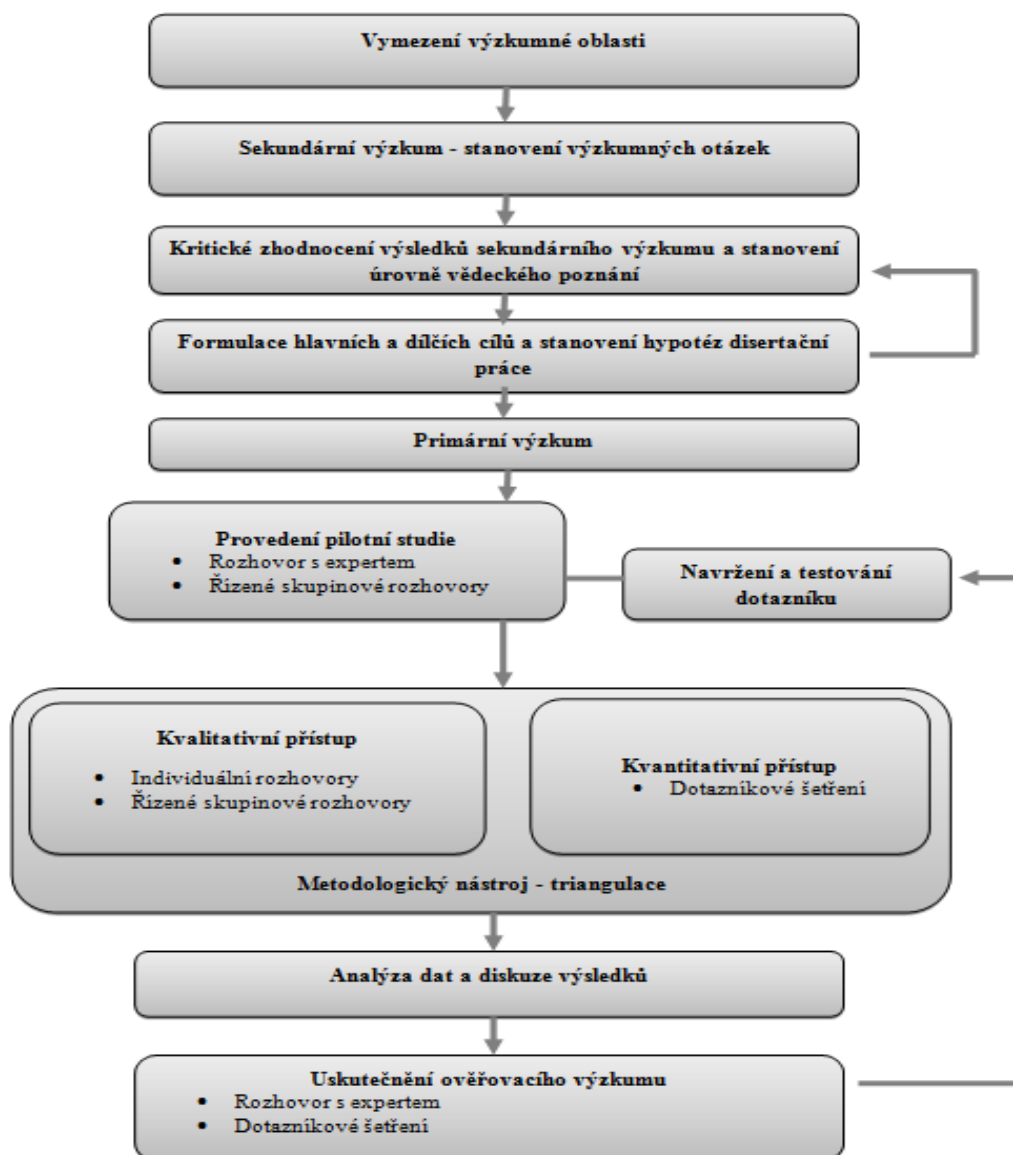 Vymezení výzkumné oblasti
Sekundární výzkum - stanovení výzkumných otázek
Kritické zhodnocení výsledků sekundárního výzkumu a stanovení
úrovně vědeckého poznání
Formulace hlavních a dílčích cílů a stanovení hypotéz disertační
práce
Primární výzkum
Provedení pilotní studie
• Rozhovor s expertem
• Řízené skupinové rozhovory
Navržení a testování
dotazníku
Kvalitativní přístup
• Individuální rozhovory
• Řízené skupinové rozhovory
Kvantitativní přístup
• Dotazníkové šetření
Metodologický nástroj - triangulace
Analýza dat a diskuze výsledků
Uskutečnění ověřovacího výzkumu
• Rozhovor s expertem
• Dotazníkové šetření